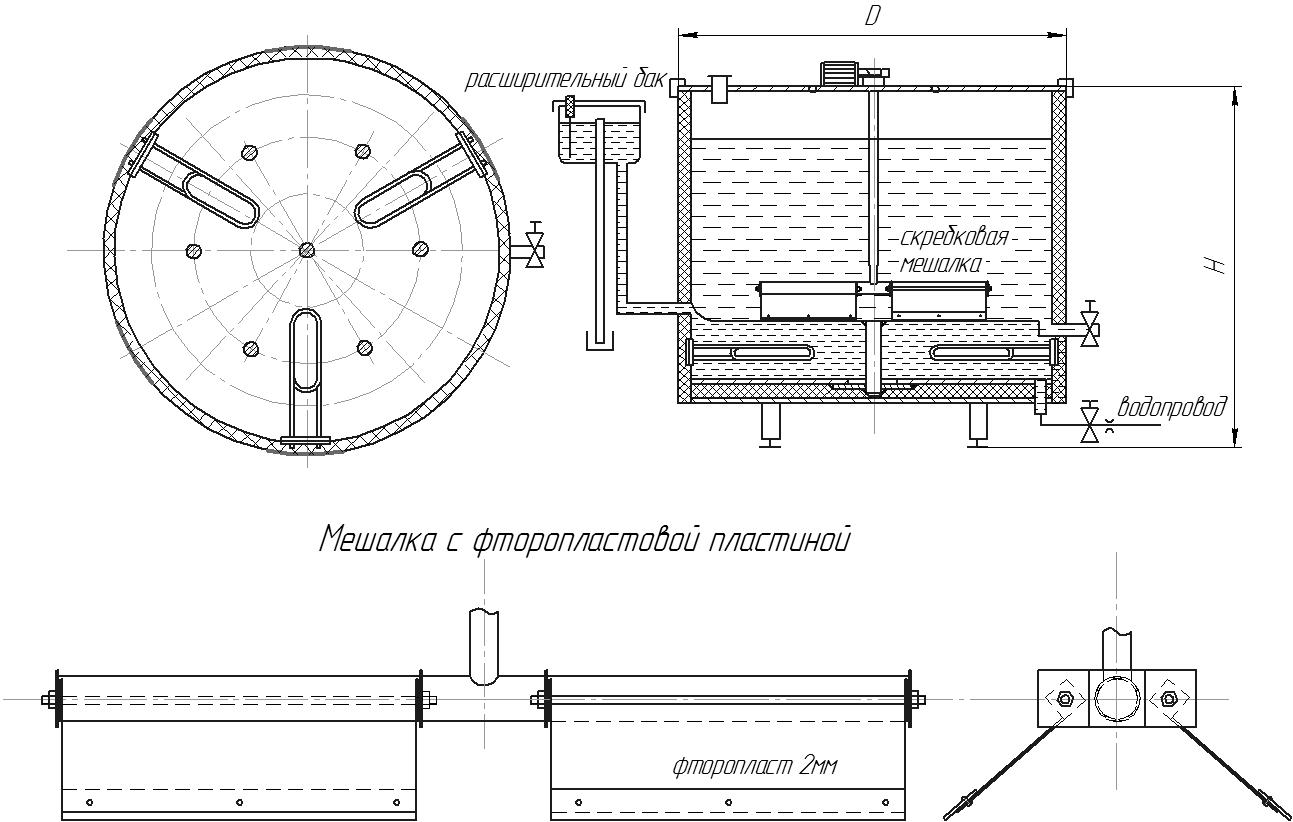 D
расширительный бак
скребковая
мешалка
H
водопровод
Мешалка с фторопластовой пластиной
фторопласт 2мм